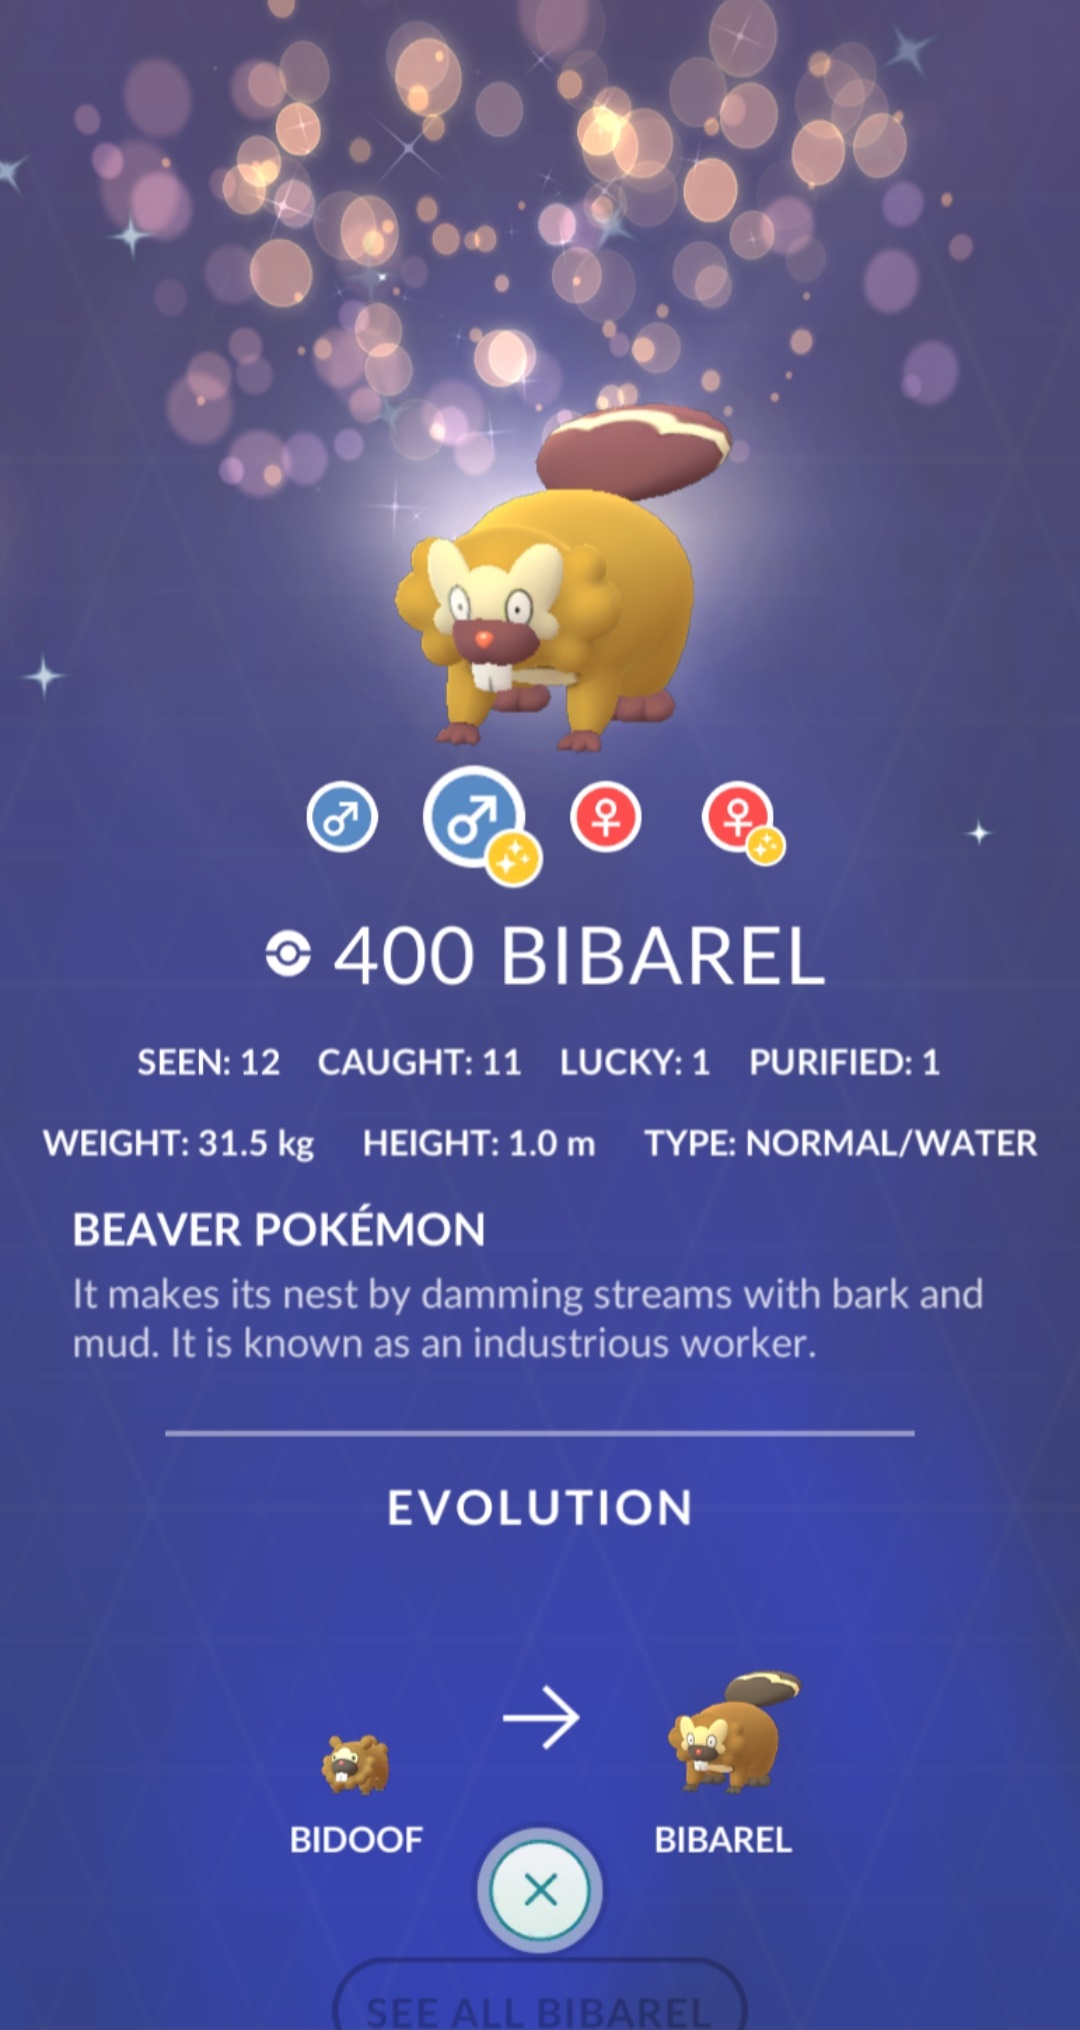 400 BIBAREL
SEEN: 12 CAUGHT: 11 LUCKY: 1 PURIFIED: 1
WEIGHT: 31.5 kg HEIGHT: 1.0 m TYPE: NORMAL/WATER
BEAVER POKÉMON
It makes its nest by damming streams with bark and
mud. It is known as an industrious worker.
EVOLUTION
BIDOOF
BIBAREL
SEE ALL BIBAREL